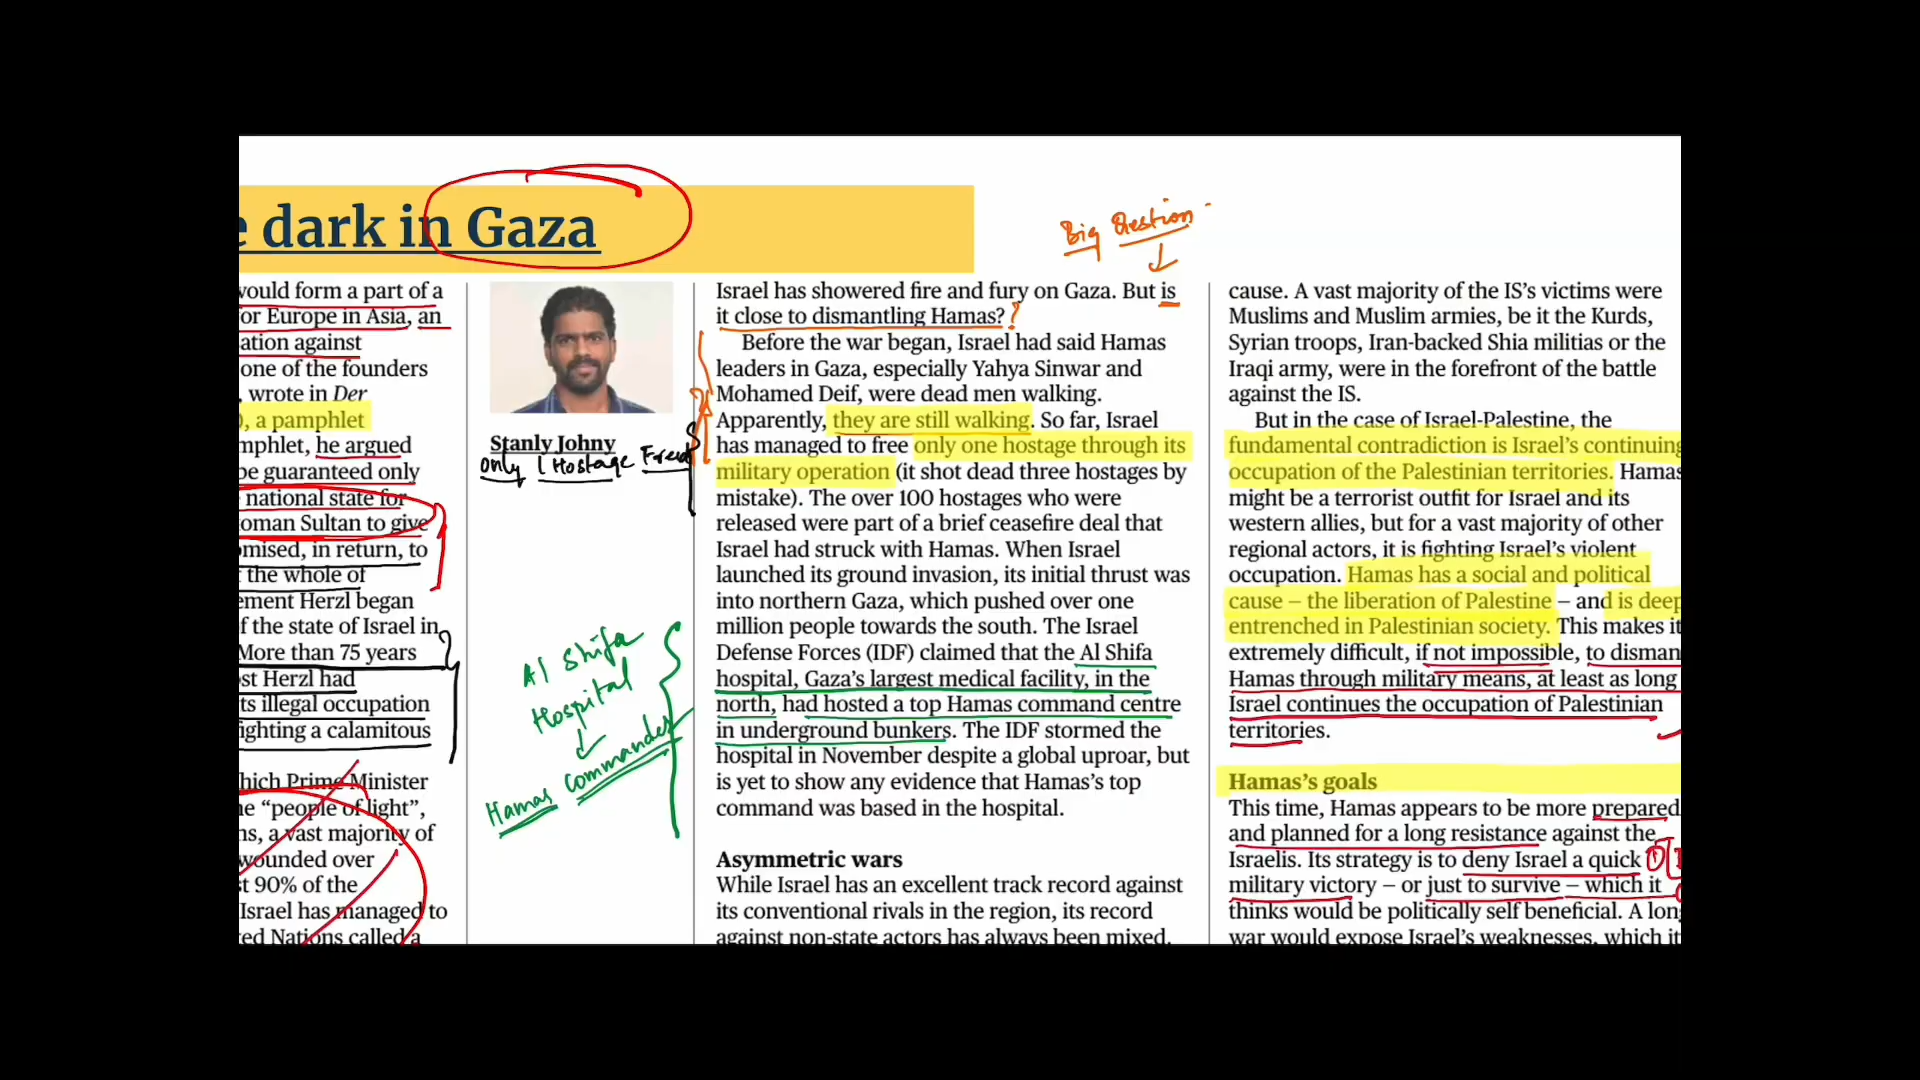 dark in Gaza
would form a part of a
or Europe in Asia, an
ation against
one of the founders
, wrote in Der
), a pamphlet
mphlet, he argued
be guaranteed only
national state for
oman Sultan to give
mised, in return, to
the whole of
ement Herzl began
f the state of Israel in
More than 75 years
st Herzl had
ts illegal occupation
ighting a calamitous
hich Prime Minister
he “people of light”,
ns, a vast majority of
wounded over
st 90% of the
Israel has managed to
ted Nations called a
Stanly Johny
only 1 Hostage Freed
Al Shifa
Hospital
↓
Hamas Commander
Big Question
↓
Israel has showered fire and fury on Gaza. But is
it close to dismantling Hamas?
?
Before the war began, Israel had said Hamas
leaders in Gaza, especially Yahya Sinwar and
Mohamed Deif, were dead men walking.
Apparently, they are still walking. So far, Israel
has managed to free only one hostage through its
military operation (it shot dead three hostages by
mistake). The over 100 hostages who were
released were part of a brief ceasefire deal that
Israel had struck with Hamas. When Israel
launched its ground invasion, its initial thrust was
into northern Gaza, which pushed over one
million people towards the south. The Israel
Defense Forces (IDF) claimed that the Al Shifa
hospital, Gaza’s largest medical facility, in the
north, had hosted a top Hamas command centre
in underground bunkers. The IDF stormed the
hospital in November despite a global uproar, but
is yet to show any evidence that Hamas’s top
command was based in the hospital.
Asymmetric wars
While Israel has an excellent track record against
its conventional rivals in the region, its record
against non-state actors has always been mixed.
cause. A vast majority of the IS’s victims were
Muslims and Muslim armies, be it the Kurds,
Syrian troops, Iran-backed Shia militias or the
Iraqi army, were in the forefront of the battle
against the IS.
But in the case of Israel-Palestine, the
fundamental contradiction is Israel’s continuing
occupation of the Palestinian territories. Hamas
might be a terrorist outfit for Israel and its
western allies, but for a vast majority of other
regional actors, it is fighting Israel’s violent
occupation. Hamas has a social and political
cause – the liberation of Palestine – and is deep
entrenched in Palestinian society. This makes it
extremely difficult, if not impossible, to disman
Hamas through military means, at least as long
Israel continues the occupation of Palestinian
territories.
Hamas’s goals
This time, Hamas appears to be more prepared
and planned for a long resistance against the
Israelis. Its strategy is to deny Israel a quick
military victory – or just to survive – which it
thinks would be politically self beneficial. A lon
war would expose Israel’s weaknesses, which it